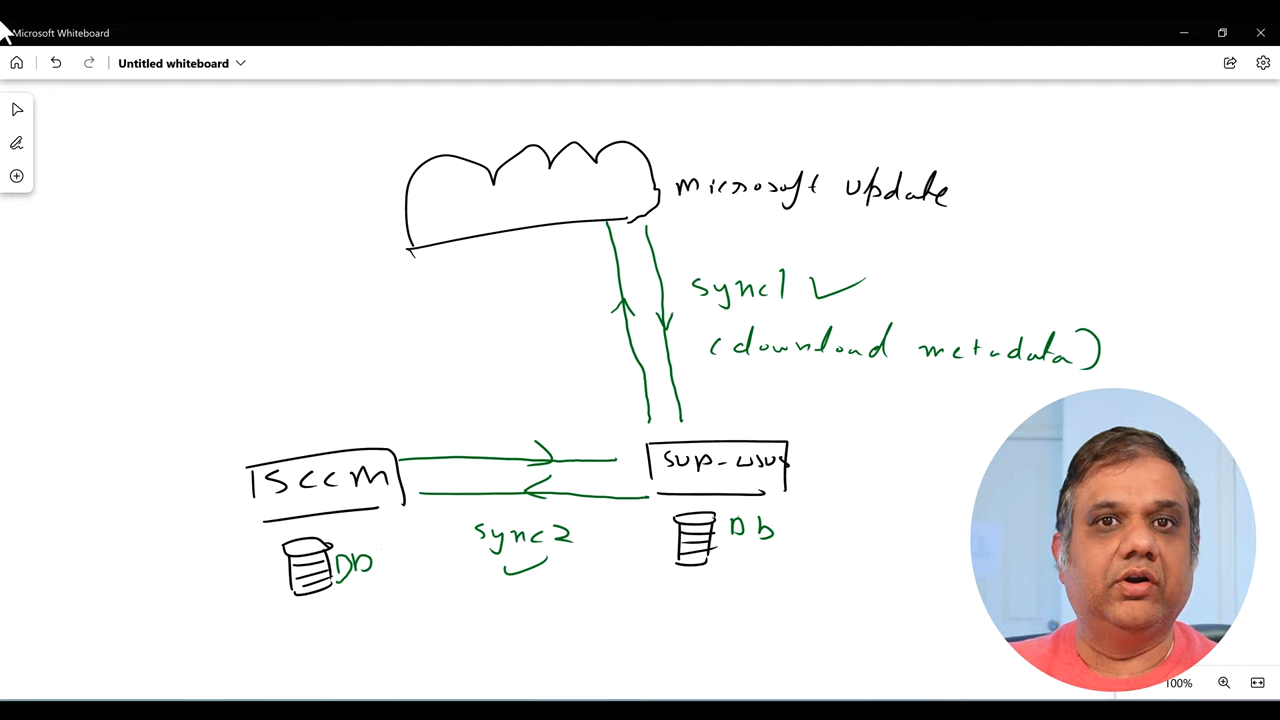 Microsoft Whiteboard
Untitled whiteboard
microsoft update
sync1
(download metadata)
SCCM
SUP-WSUS
sync2
DB
Db
100%